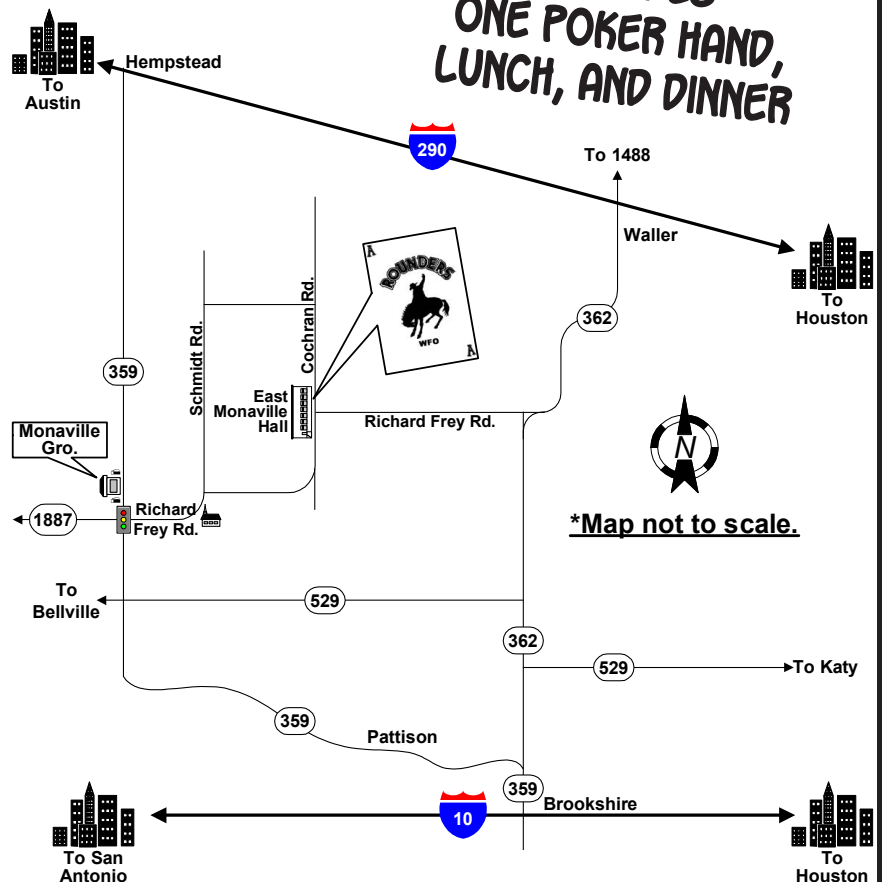 ONE POKER HAND,
LUNCH, AND DINNER
Hempstead
To
Austin
290
To 1488
Waller
To
Houston
362
A
ROUNDERS
WFO
A
Schmidt Rd.
Cochran Rd.
359
East
Monaville
Hall
Richard Frey Rd.
Monaville
Gro.
N
1887
Richard
Frey Rd.
*Map not to scale.
To
Bellville
529
362
529
To Katy
359
Pattison
359
Brookshire
10
To San
Antonio
To
Houston